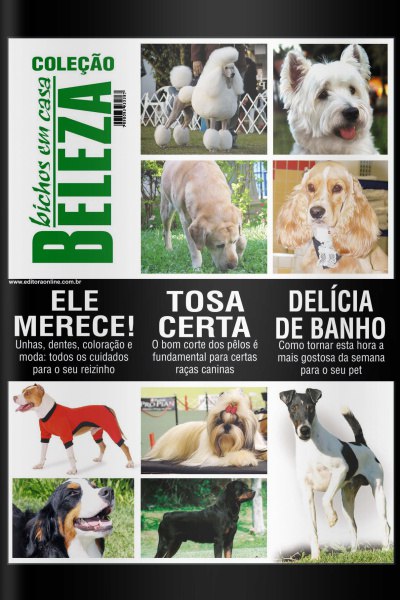 COLEÇÃO
bichos em casa
BELEZA
www.editoraonline.com.br
ELE
MERECE!
Unhas, dentes, coloração e
moda: todos os cuidados
para o seu reizinho
TOSA
CERTA
O bom corte dos pêlos é
fundamental para certas
raças caninas
DELÍCIA
DE BANHO
Como tornar esta hora a
mais gostosa da semana
para o seu pet
PRO PLAN